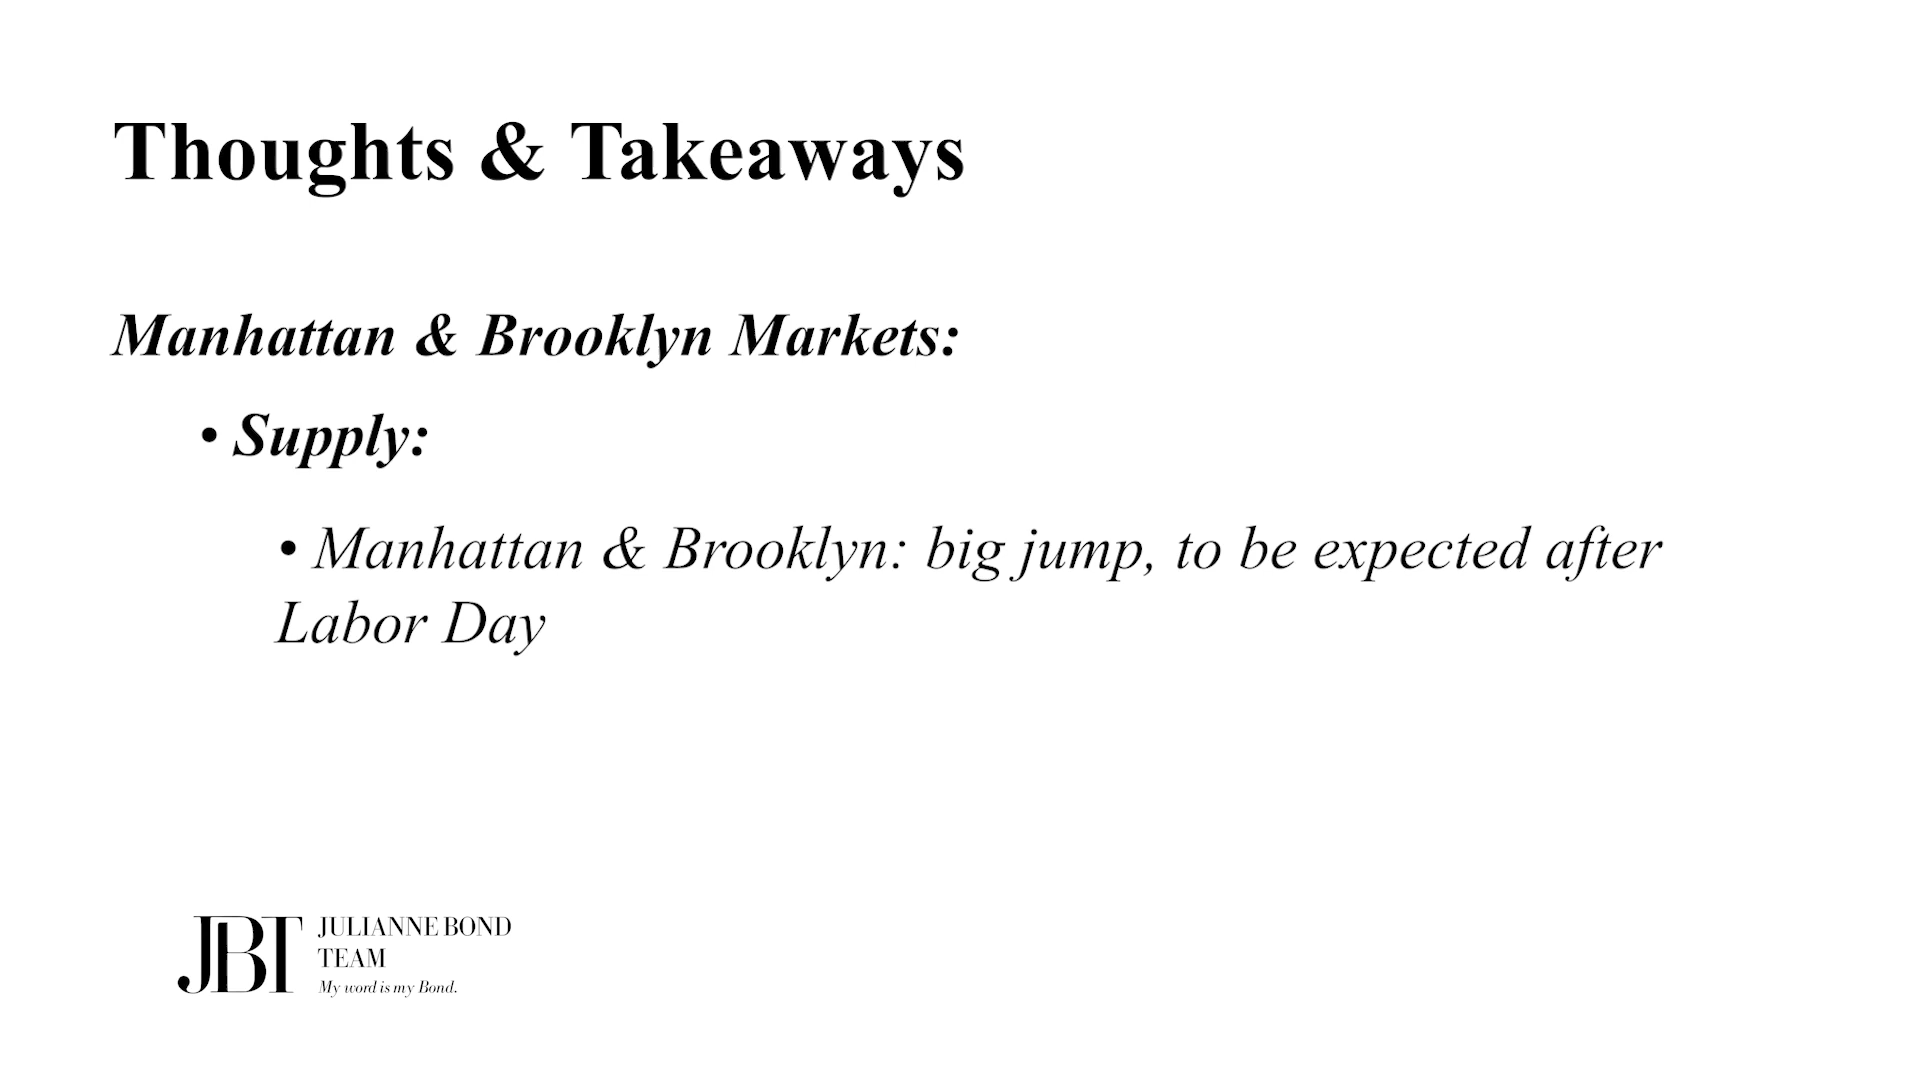 Thoughts & Takeaways
Manhattan & Brooklyn Markets:
• Supply:
• Manhattan & Brooklyn: big jump, to be expected after
Labor Day
JBT
JULIANNE BOND
TEAM
My word is my Bond.